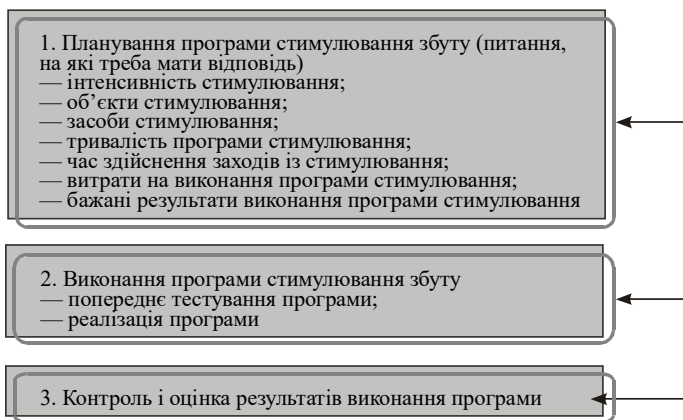 1. Планування програми стимулювання збуту (питання,
на які треба мати відповідь)
— інтенсивність стимулювання;
— об’єкти стимулювання;
— засоби стимулювання;
— тривалість програми стимулювання;
— час здійснення заходів із стимулювання;
— витрати на виконання програми стимулювання;
— бажані результати виконання програми стимулювання
2. Виконання програми стимулювання збуту
— попереднє тестування програми;
— реалізація програми
3. Контроль і оцінка результатів виконання програми